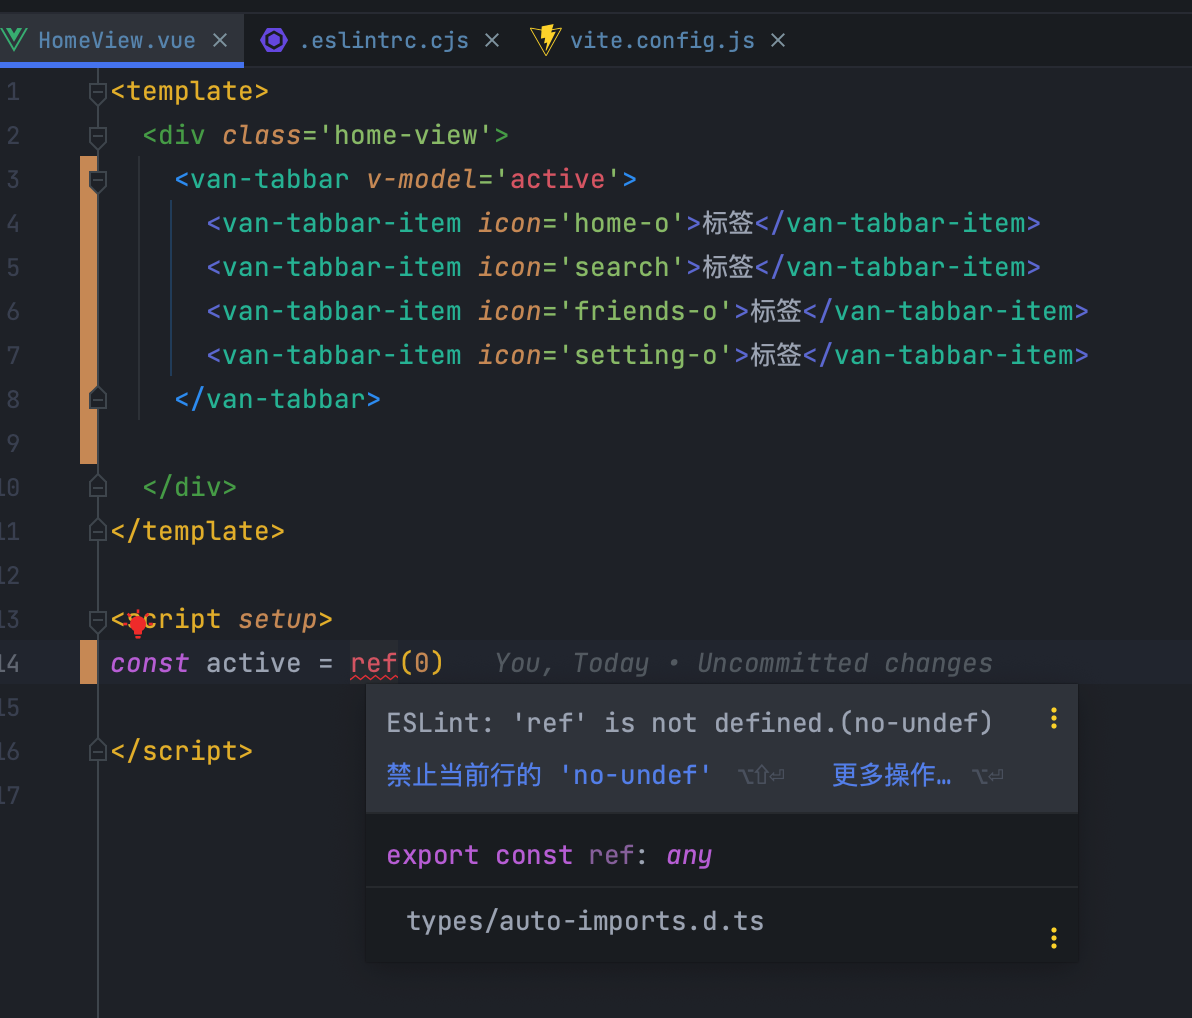 HomeView.vue × .eslintrc.cjs × vite.config.js ×
1 <template>
2 <div class='home-view'>
3 <van-tabbar v-model='active'>
4 <van-tabbar-item icon='home-o'>标签</van-tabbar-item>
5 <van-tabbar-item icon='search'>标签</van-tabbar-item>
6 <van-tabbar-item icon='friends-o'>标签</van-tabbar-item>
7 <van-tabbar-item icon='setting-o'>标签</van-tabbar-item>
8 </van-tabbar>
9
10 </div>
11 </template>
12
13 <script setup>
14 const active = ref(0) You, Today • Uncommitted changes
15
16 </script>
17
ESLint: 'ref' is not defined.(no-undef)
禁止当前行的 'no-undef' ⌥⇧⏎ 更多操作… ⌥⏎
export const ref: any
types/auto-imports.d.ts